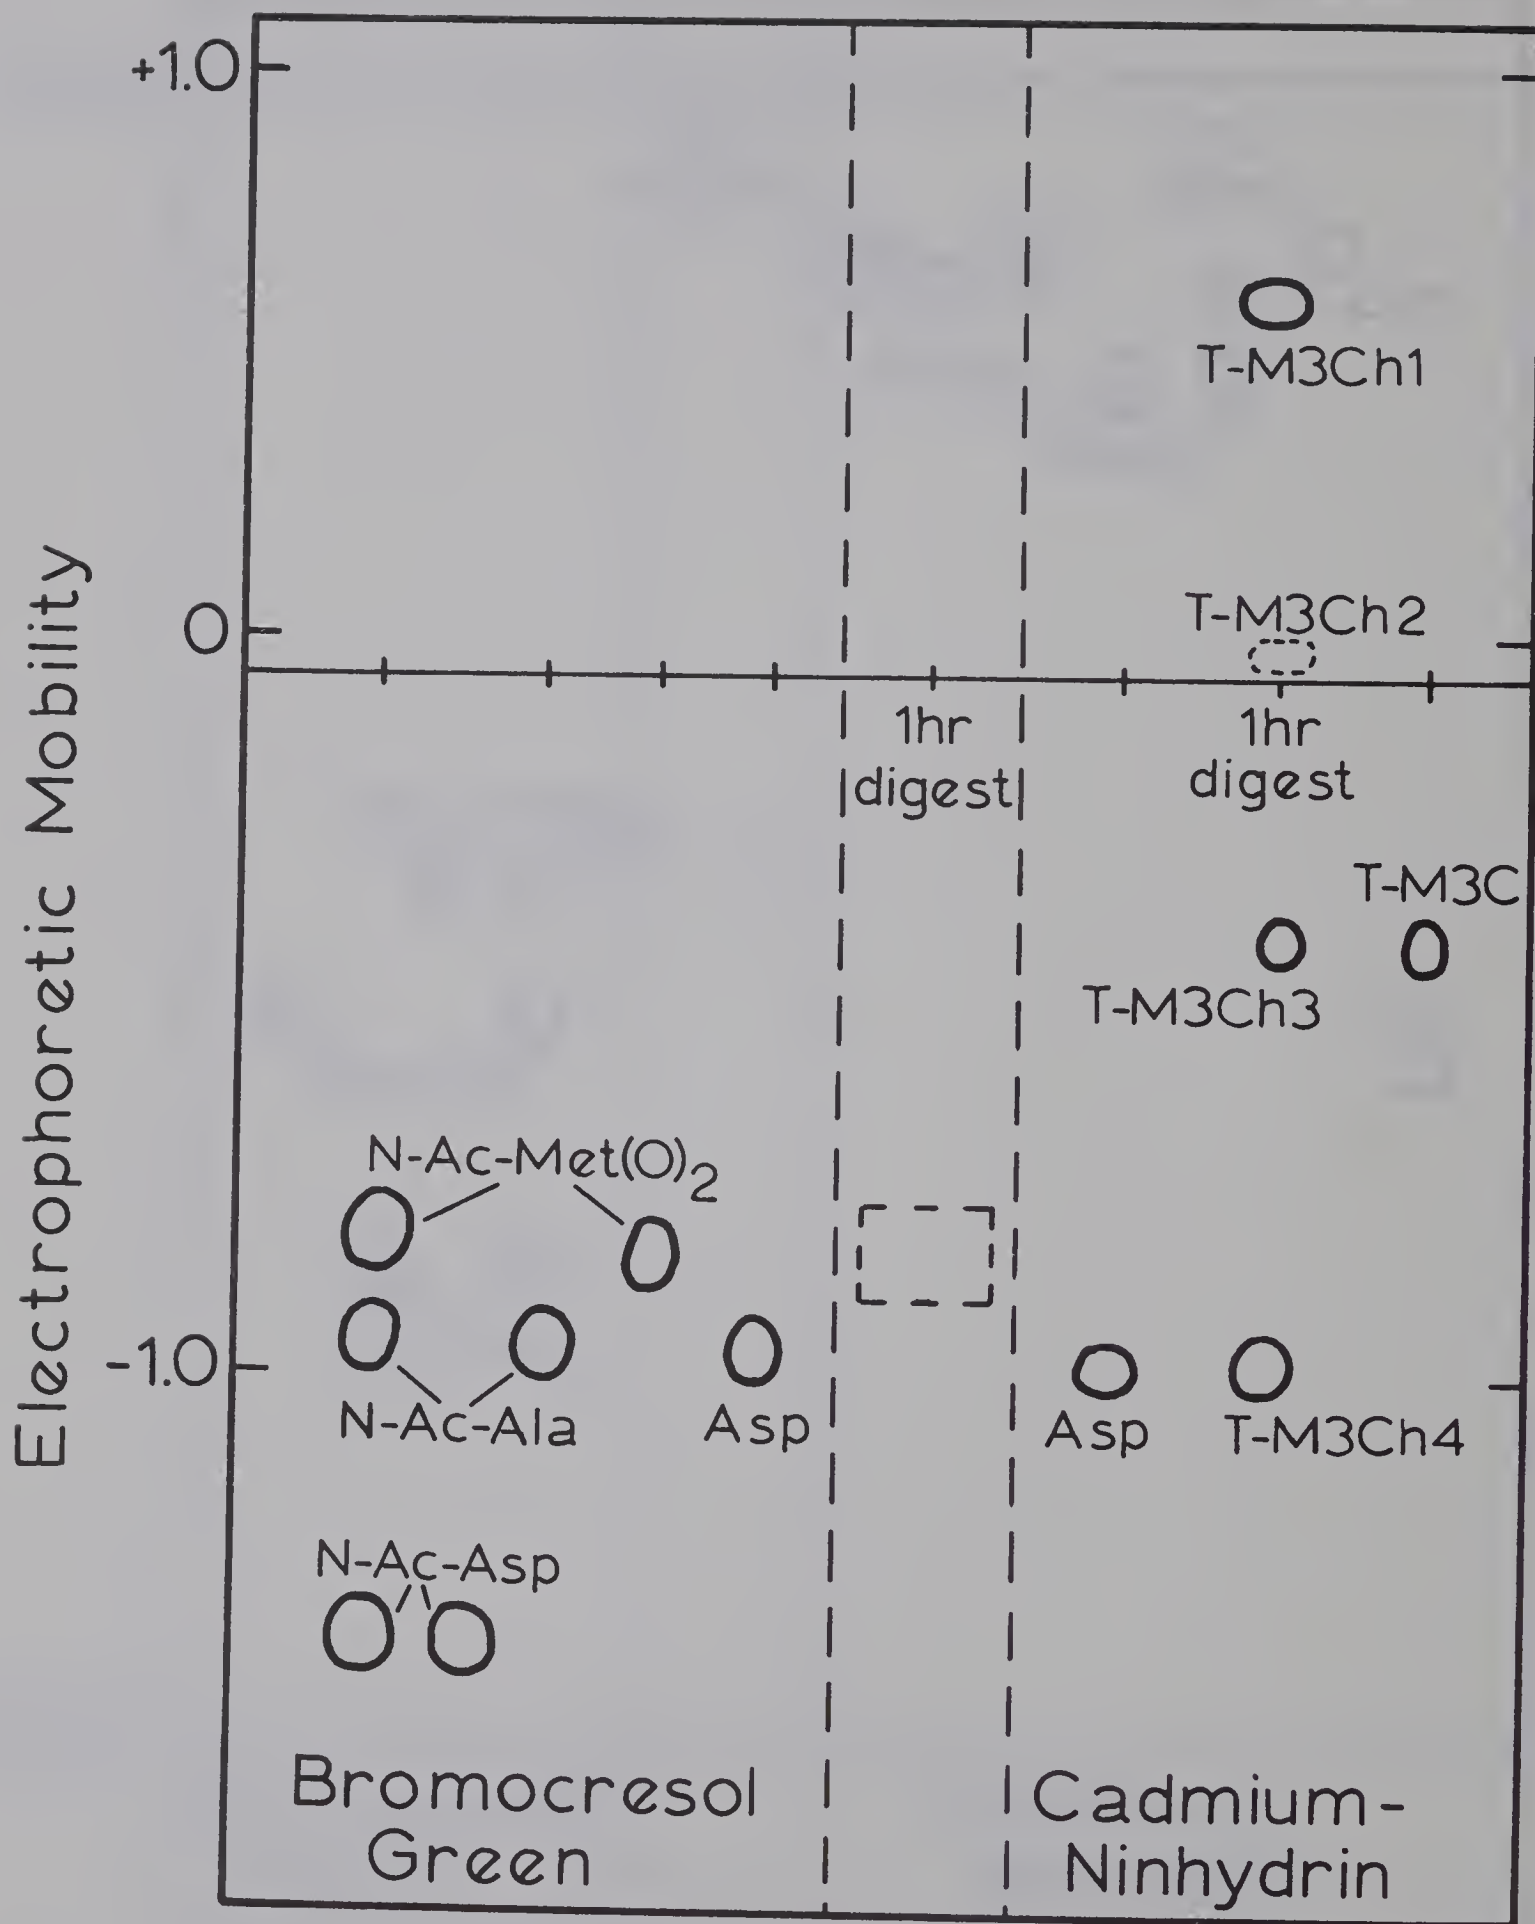 Electrophoretic Mobility
+1.0
T-M3Ch1
0
T-M3Ch2
1hr
digest
1hr
digest
T-M3C
T-M3Ch3
N-Ac-Met(O)2
-1.0
N-Ac-Ala
Asp
Asp
T-M3Ch4
N-Ac-Asp
Bromocresol
Green
Cadmium-
Ninhydrin